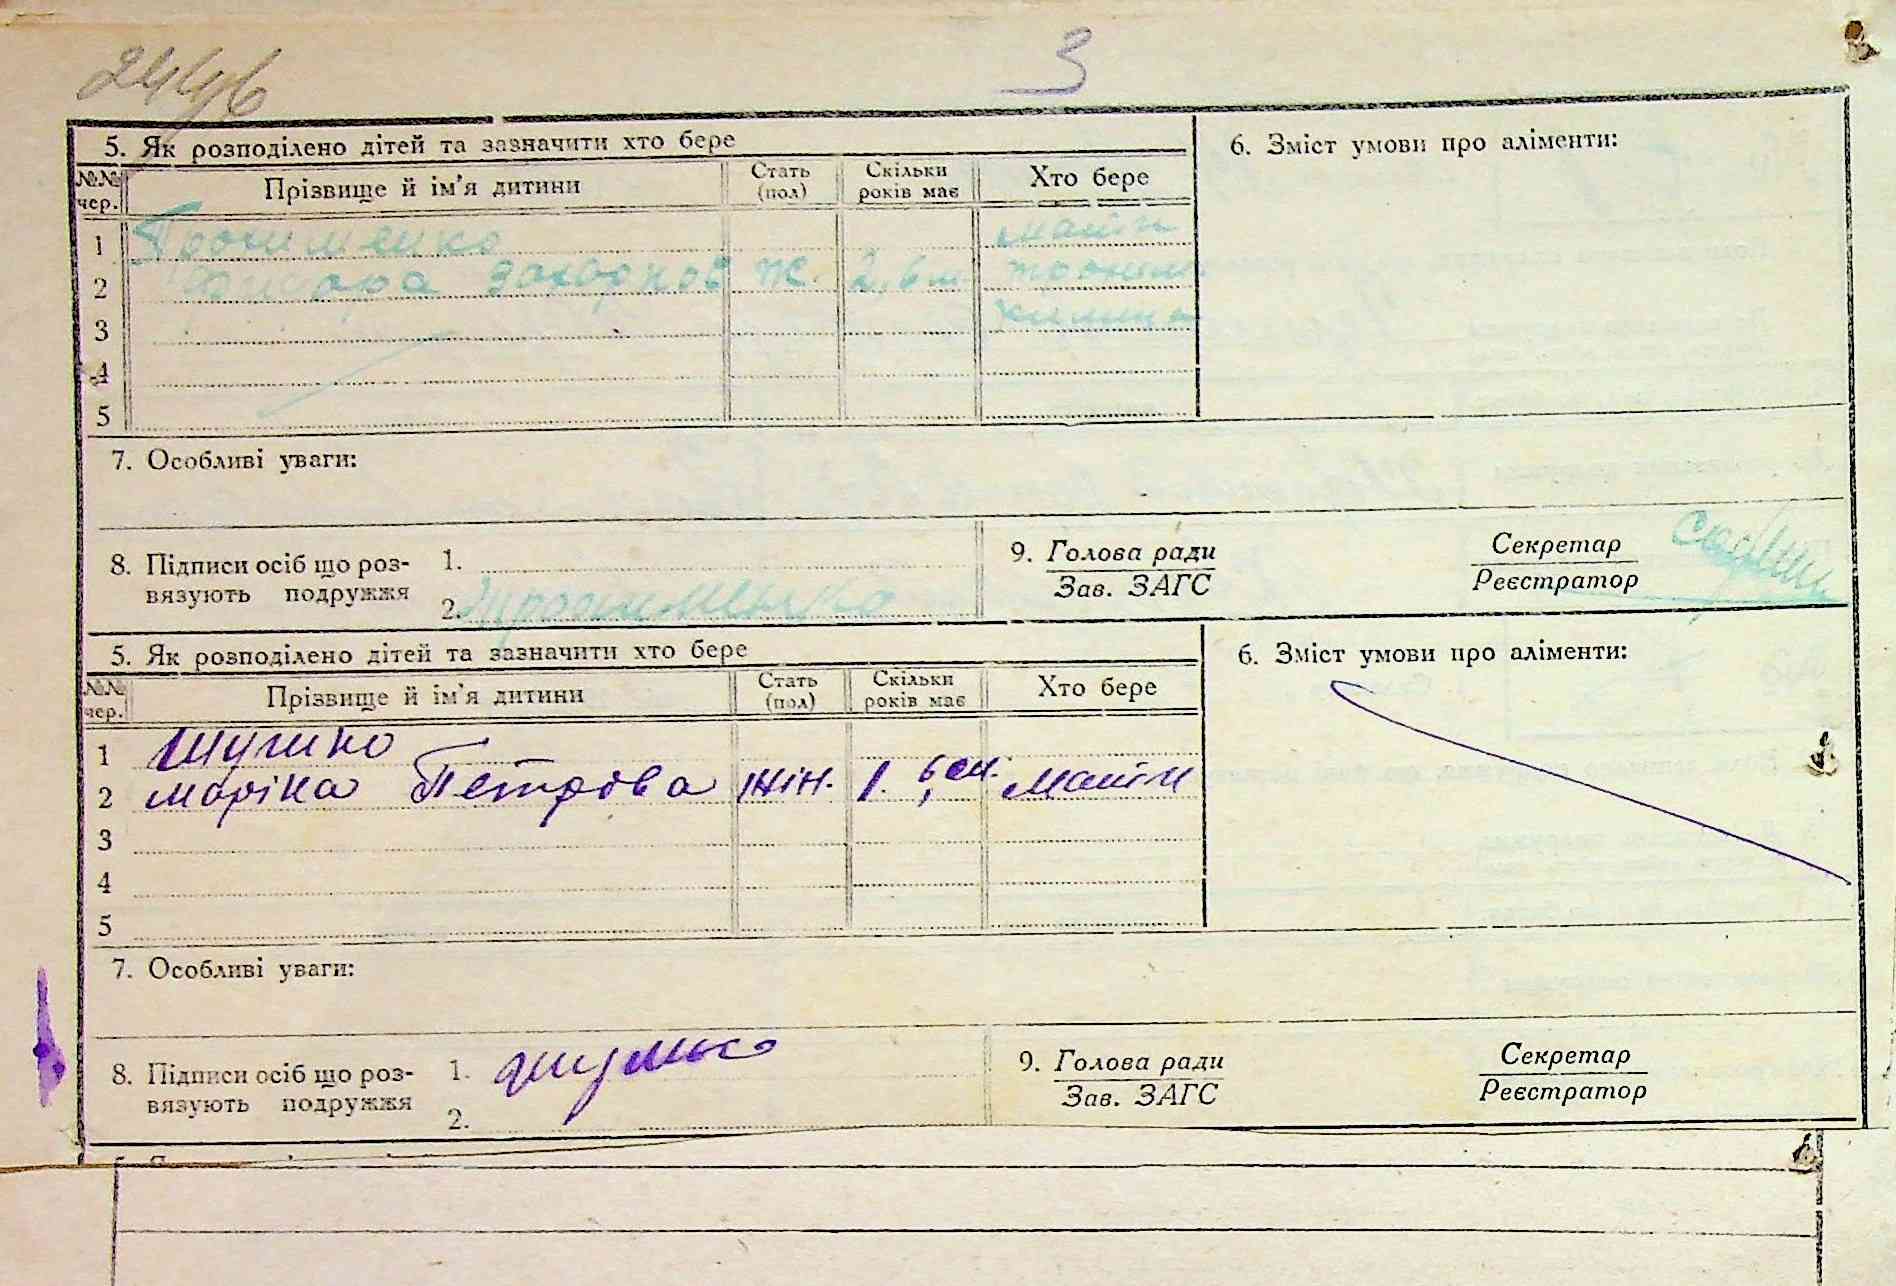 2446
3
5. Як розподілено дітей та зазначити хто бере
6. Зміст умови про аліменти:
№№ чер. Прізвище й ім'я дитини Стать (пол) Скільки років має Хто бере
1 мати
2 ж. 2,6 м.
3
4
5
7. Особливі уваги:
8. Підписи осіб що роз- 1.
вязують подружжя 2.
9. Голова ради
Зав. ЗАГС
Секретар
Реєстратор
5. Як розподілено дітей та зазначити хто бере
6. Зміст умови про аліменти:
№№ чер. Прізвище й ім'я дитини Стать (пол) Скільки років має Хто бере
1
2 маріка Петрова жін. 1. 6 м. мати
3
4
5
7. Особливі уваги:
8. Підписи осіб що роз- 1.
вязують подружжя 2.
9. Голова ради
Зав. ЗАГС
Секретар
Реєстратор